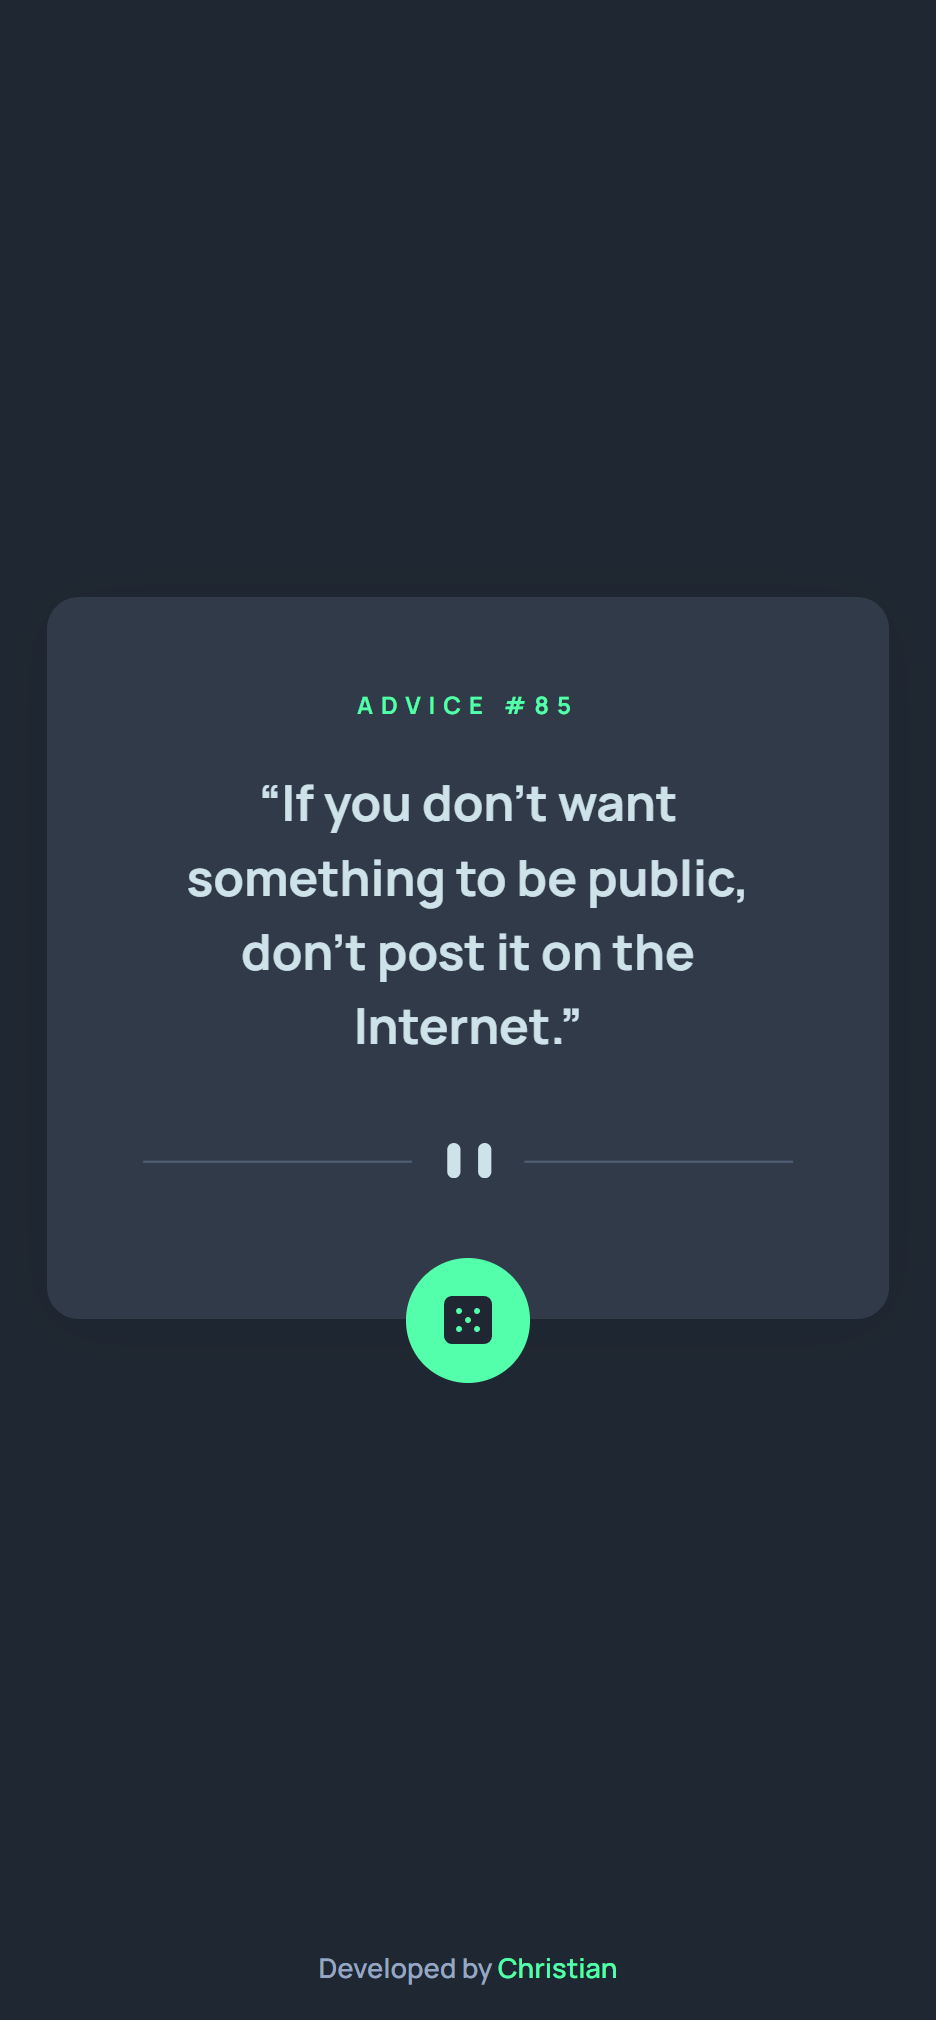 ADVICE #85
“If you don’t want
something to be public,
don’t post it on the
Internet.”
Developed by Christian